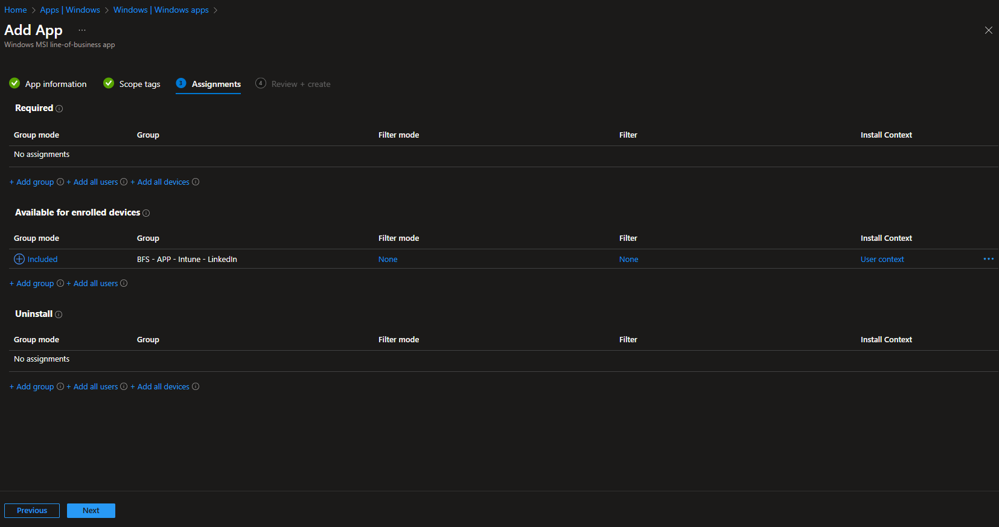 Home > Apps | Windows > Windows | Windows apps >
Add App ...
Windows MSI line-of-business app
App information Scope tags 3 Assignments 4 Review + create
Required
Group mode Group Filter mode Filter Install Context
No assignments
+ Add group + Add all users + Add all devices
Available for enrolled devices
Group mode Group Filter mode Filter Install Context
Included BFS - APP - Intune - LinkedIn None None User context
+ Add group + Add all users
Uninstall
Group mode Group Filter mode Filter Install Context
No assignments
+ Add group + Add all users + Add all devices
Previous Next